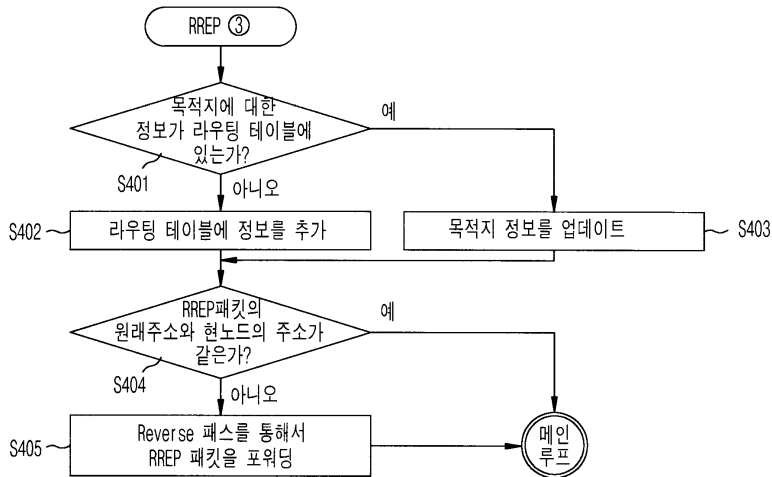 RREP ③
목적지에 대한
정보가 라우팅 테이블에
있는가?
예
S401
아니오
S402
라우팅 테이블에 정보를 추가
목적지 정보를 업데이트
S403
RREP패킷의
원래주소와 현노드의 주소가
같은가?
예
S404
아니오
S405
Reverse 패스를 통해서
RREP 패킷을 포워딩
메인
루프